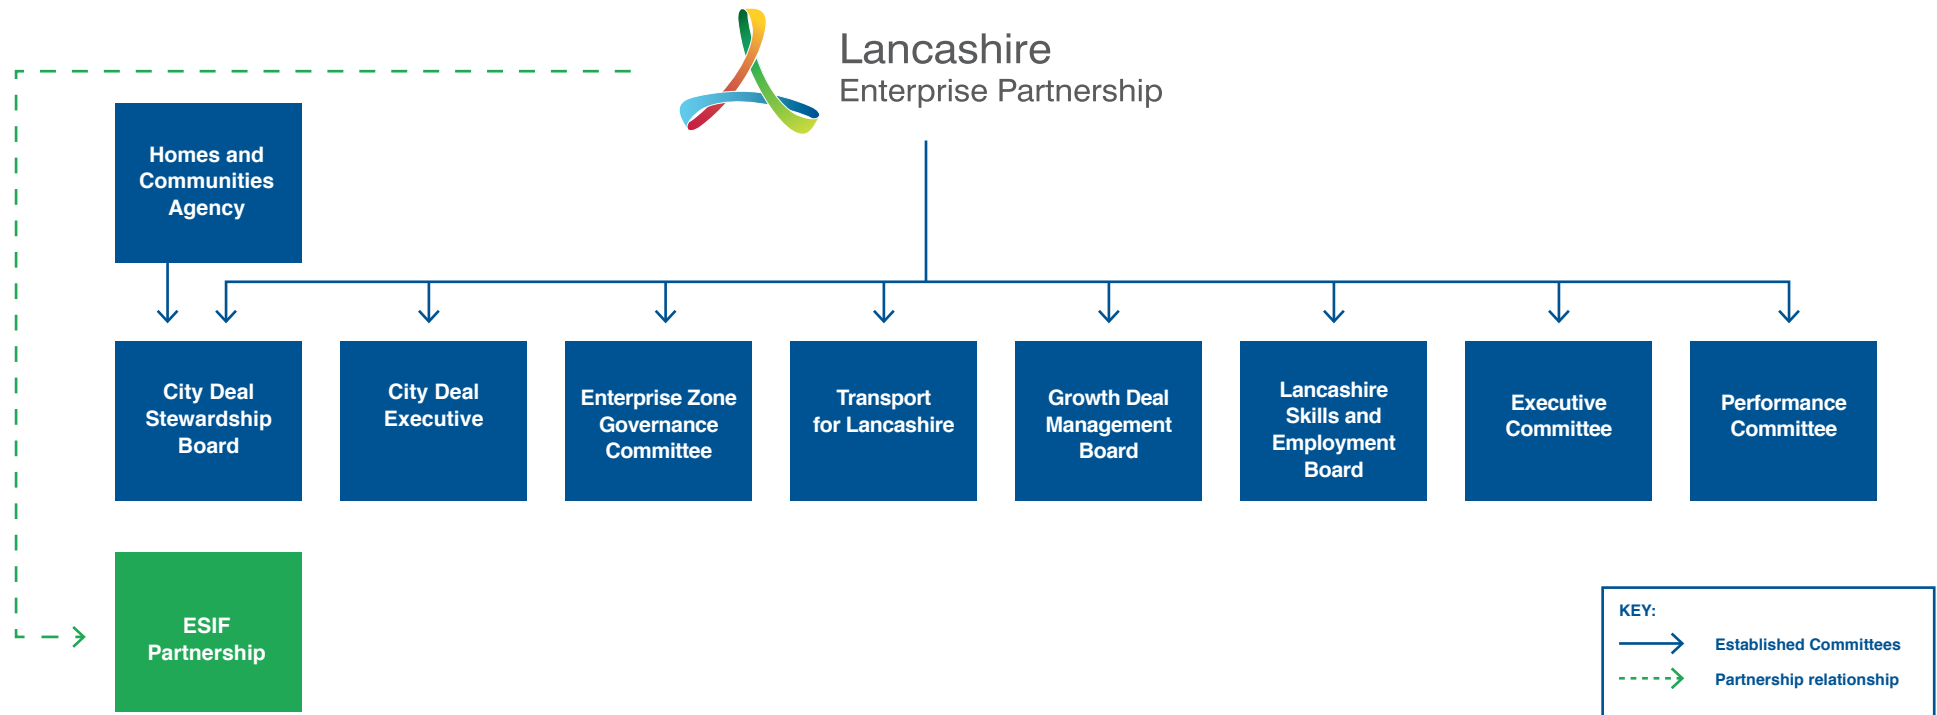 Lancashire
Enterprise Partnership
Homes and
Communities
Agency
City Deal
Stewardship
Board
City Deal
Executive
Enterprise Zone
Governance
Committee
Transport
for Lancashire
Growth Deal
Management
Board
Lancashire
Skills and
Employment
Board
Executive
Committee
Performance
Committee
ESIF
Partnership
KEY:
Established Committees
Partnership relationship